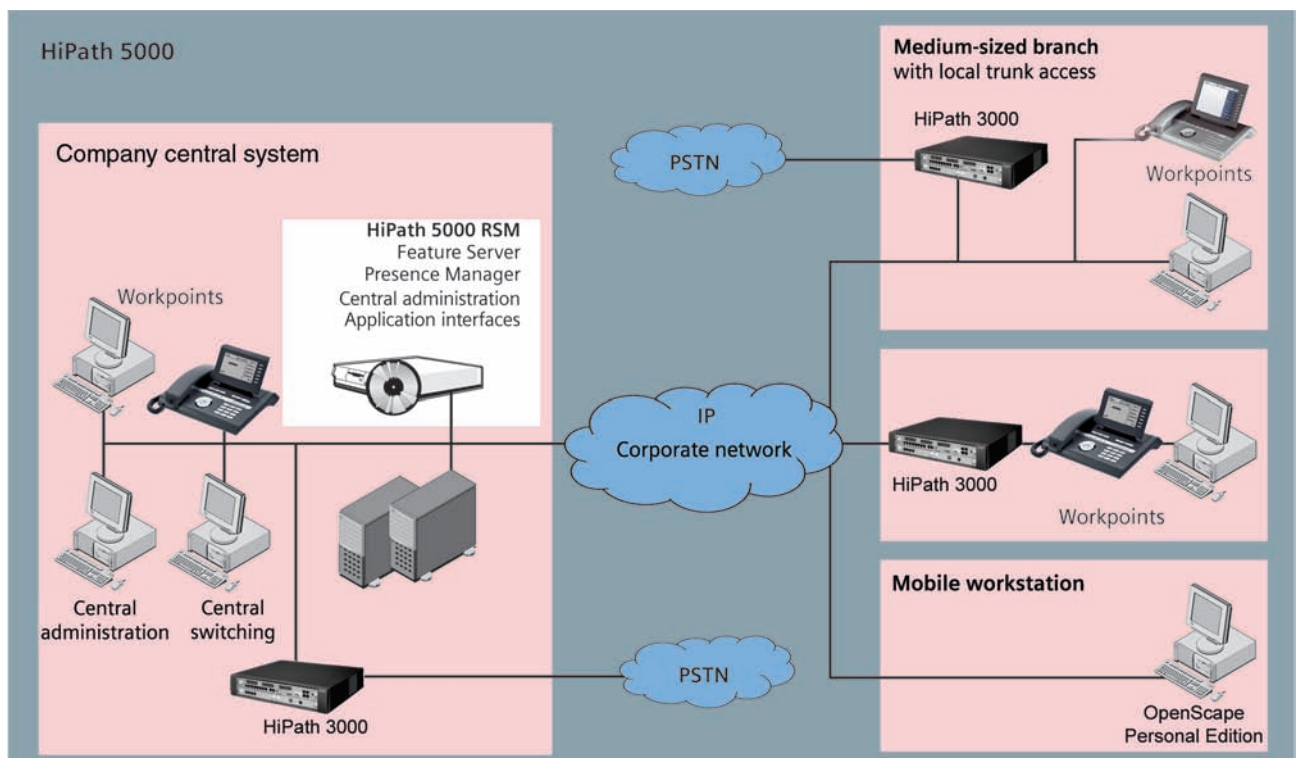 HiPath 5000
Company central system
HiPath 5000 RSM
Feature Server
Presence Manager
Central administration
Application interfaces
Workpoints
Central
administration
Central
switching
HiPath 3000
PSTN
IP
Corporate network
PSTN
Medium-sized branch
with local trunk access
HiPath 3000
Workpoints
HiPath 3000
Workpoints
Mobile workstation
OpenScape
Personal Edition